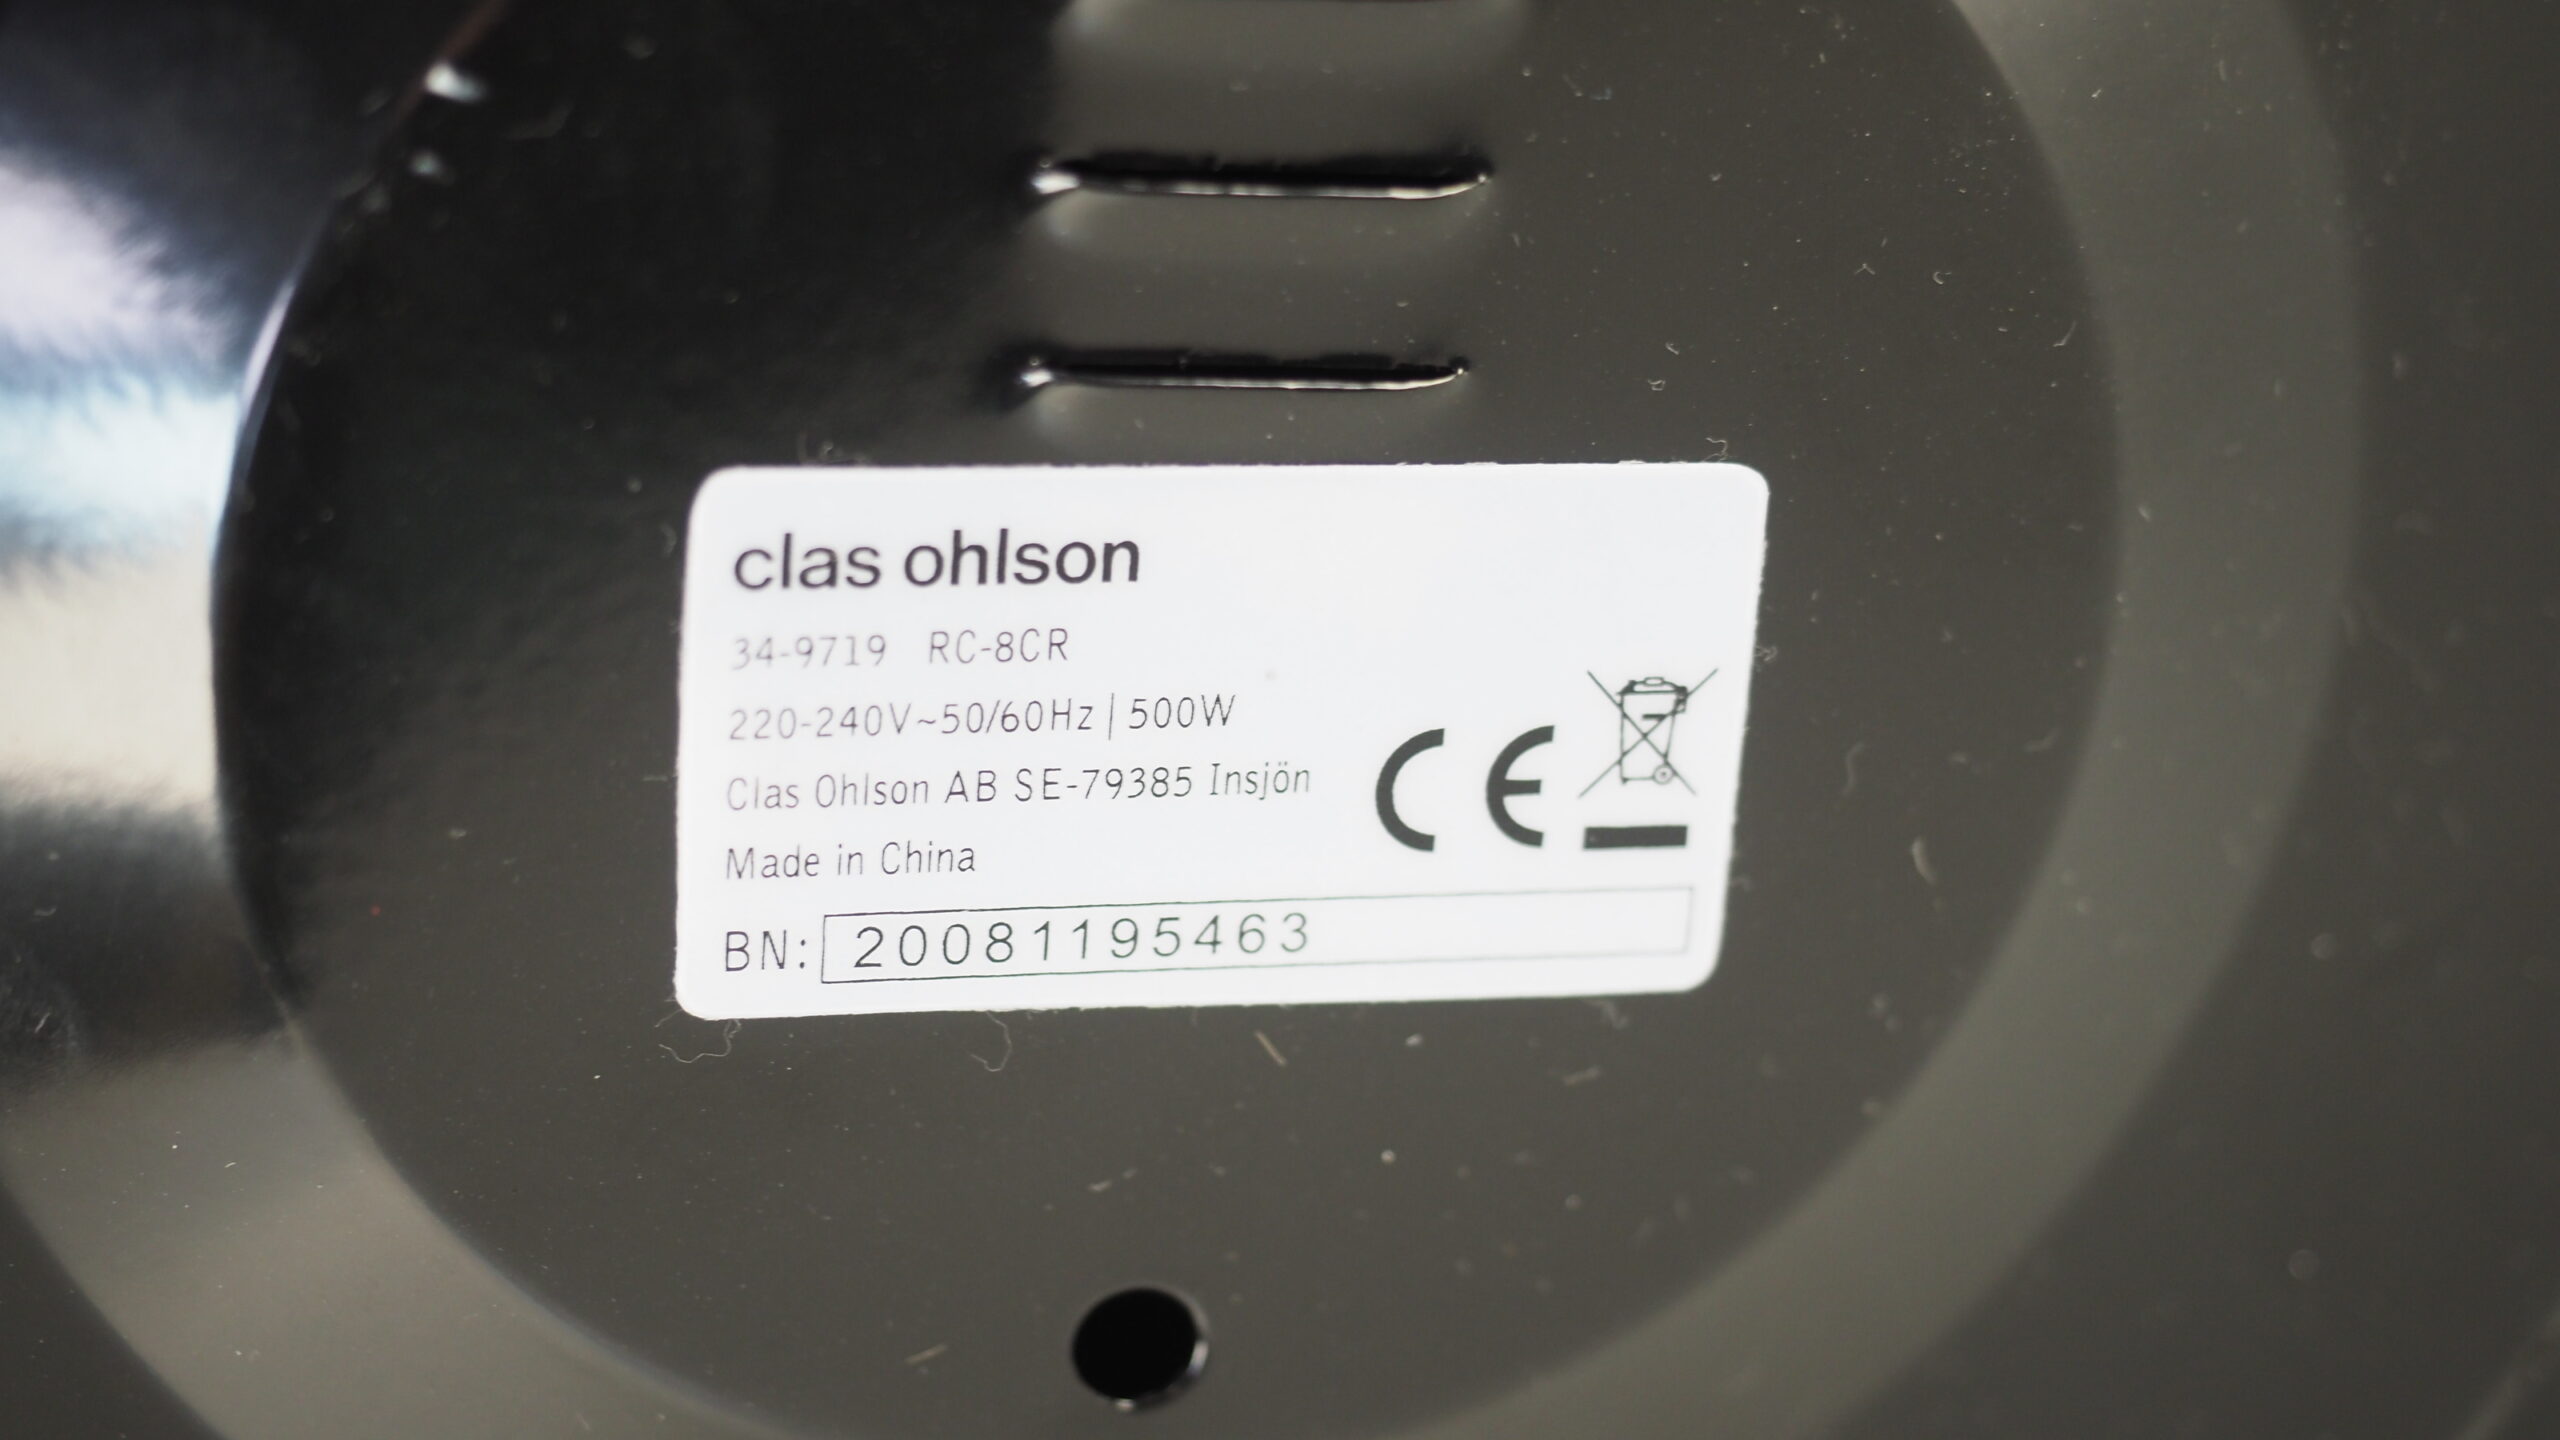 clas ohlson
34-9719 RC-8CR
220-240V~50/60Hz | 500W
Clas Ohlson AB SE-79385 Insjön
Made in China
CE
BN: 20081195463